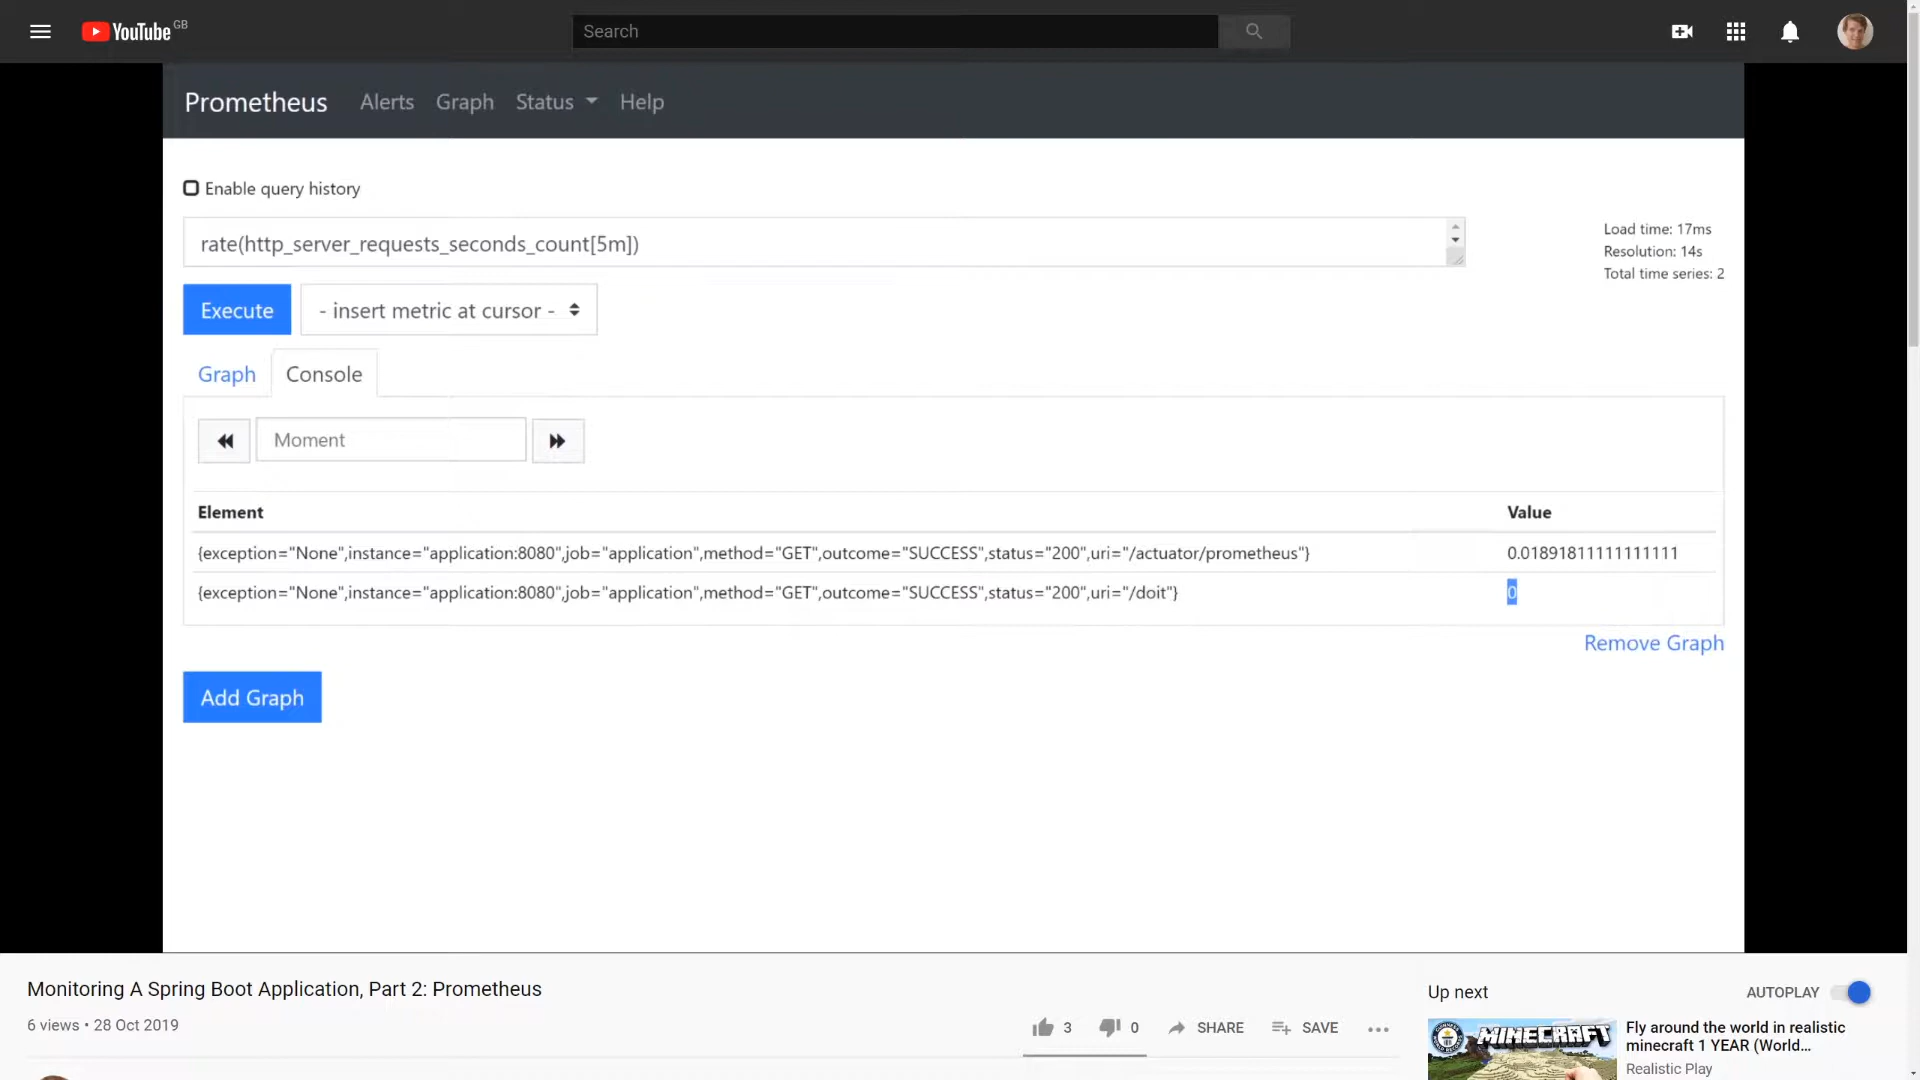 YouTube GB
Search
Prometheus Alerts Graph Status Help
Enable query history
rate(http_server_requests_seconds_count[5m])
Load time: 17ms
Resolution: 14s
Total time series: 2
Execute - insert metric at cursor -
Graph Console
Moment
Element Value
{exception="None",instance="application:8080",job="application",method="GET",outcome="SUCCESS",status="200",uri="/actuator/prometheus"} 0.01891811111111111
{exception="None",instance="application:8080",job="application",method="GET",outcome="SUCCESS",status="200",uri="/doit"} 0
Remove Graph
Add Graph
Monitoring A Spring Boot Application, Part 2: Prometheus
6 views • 28 Oct 2019
3 0 SHARE SAVE
Up next AUTOPLAY
MINECRAFT
Fly around the world in realistic
minecraft 1 YEAR (World...
Realistic Play